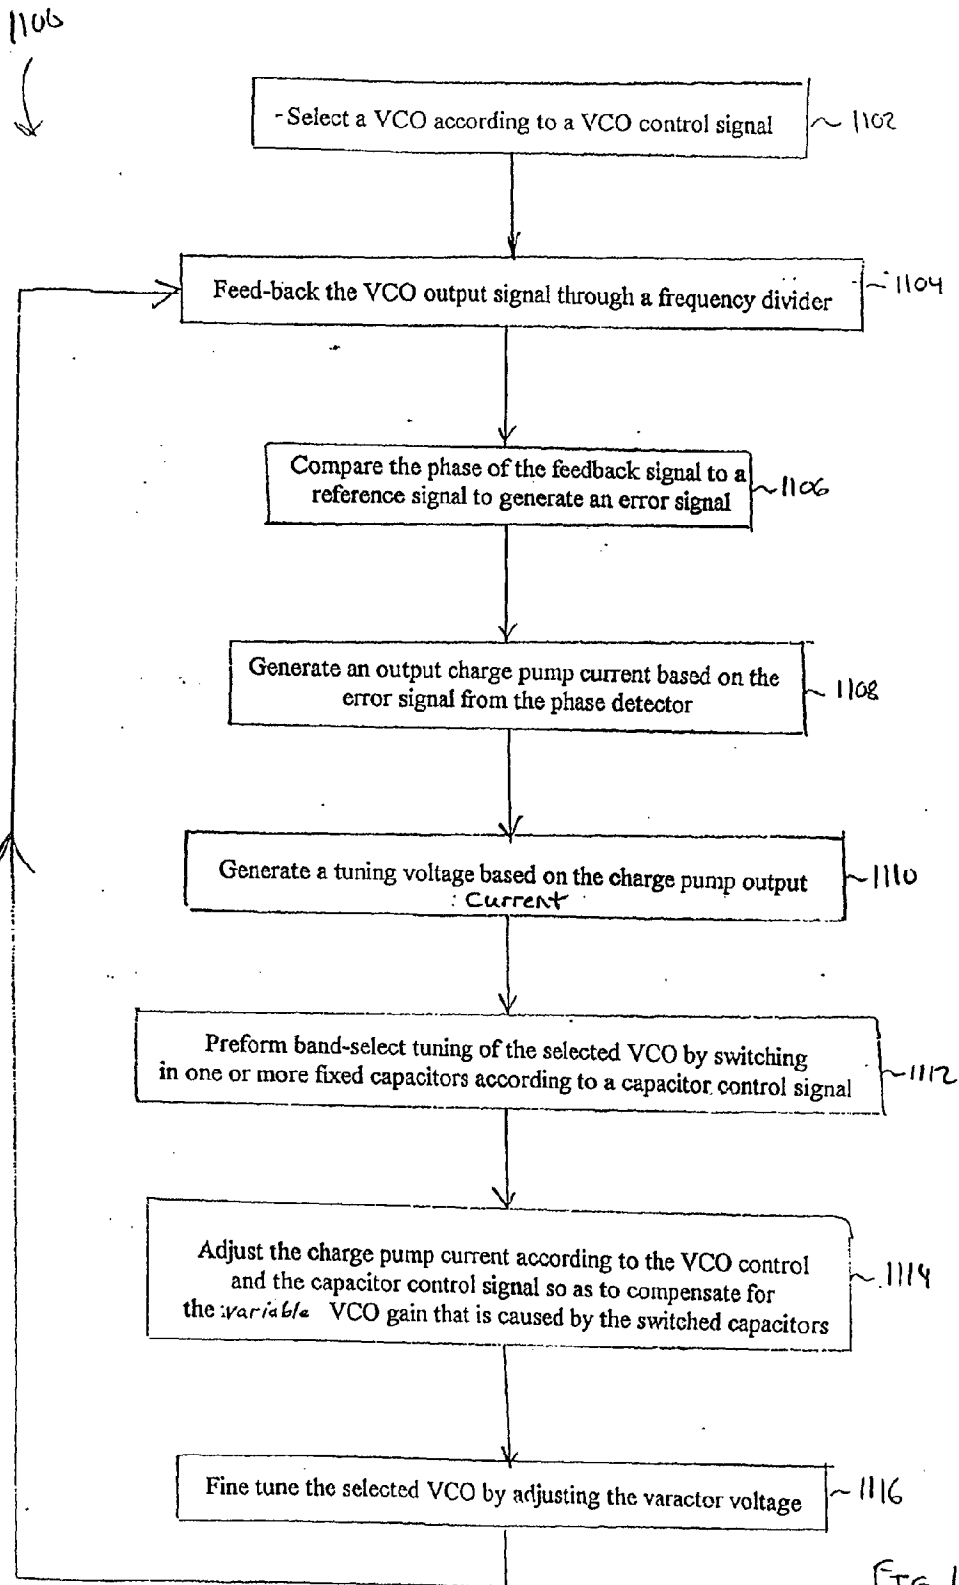 1100
-Select a VCO according to a VCO control signal
1102
Feed-back the VCO output signal through a frequency divider
1104
Compare the phase of the feedback signal to a
reference signal to generate an error signal
1106
Generate an output charge pump current based on the
error signal from the phase detector
1108
Generate a tuning voltage based on the charge pump output
Current
1110
Preform band-select tuning of the selected VCO by switching
in one or more fixed capacitors according to a capacitor control signal
1112
Adjust the charge pump current according to the VCO control
and the capacitor control signal so as to compensate for
the variable VCO gain that is caused by the switched capacitors
1114
Fine tune the selected VCO by adjusting the varactor voltage
1116